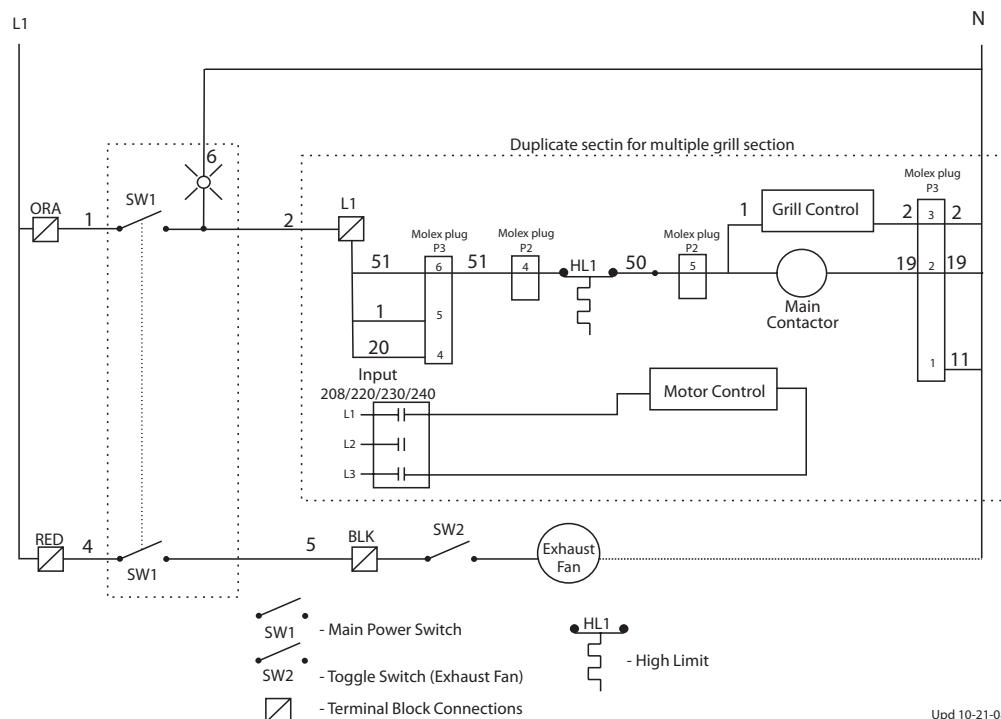 L1
N
Duplicate sectin for multiple grill section
6
SW1
ORA
1
2
L1
Molex plug
P3
Molex plug
P2
Molex plug
P2
Molex plug
P3
1
Grill Control
2
3
2
51
6
51
4
HL1
50
5
19
2
19
Main
Contactor
1
5
20
4
1
11
Input
208/220/230/240
Motor Control
L1
L2
L3
RED
4
SW1
5
BLK
SW2
Exhaust
Fan
SW1
- Main Power Switch
HL1
- High Limit
SW2
- Toggle Switch (Exhaust Fan)
- Terminal Block Connections